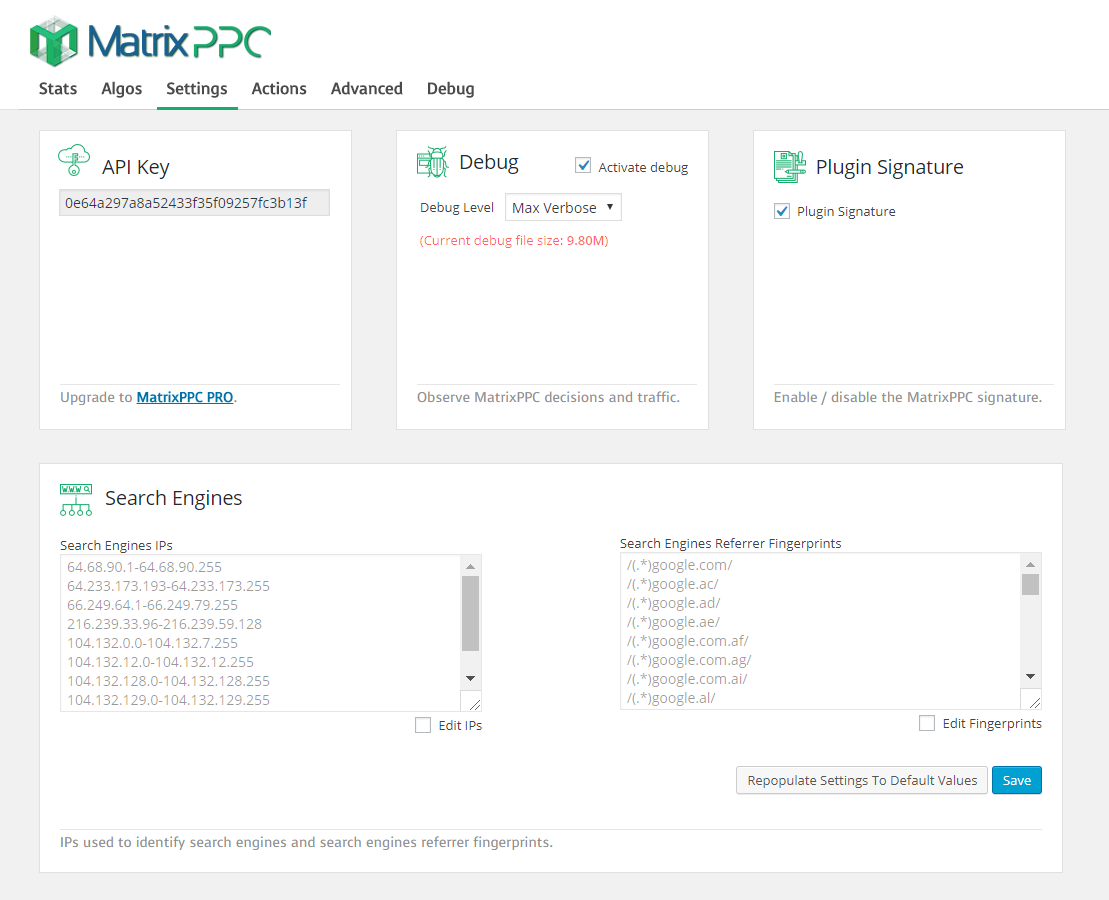 MatrixPPC
Stats Algos Settings Actions Advanced Debug
API Key
0e64a297a8a52433f35f09257fc3b13f
Upgrade to MatrixPPC PRO.
Debug
Activate debug
Debug Level Max Verbose
(Current debug file size: 9.80M)
Observe MatrixPPC decisions and traffic.
Plugin Signature
Plugin Signature
Enable / disable the MatrixPPC signature.
WWW
Search Engines
Search Engines IPs
64.68.90.1-64.68.90.255
64.233.173.193-64.233.173.255
66.249.64.1-66.249.79.255
216.239.33.96-216.239.59.128
104.132.0.0-104.132.7.255
104.132.12.0-104.132.12.255
104.132.128.0-104.132.128.255
104.132.129.0-104.132.129.255
Edit IPs
Search Engines Referrer Fingerprints
/(.*)google.com/
/(.*)google.ac/
/(.*)google.ad/
/(.*)google.ae/
/(.*)google.com.af/
/(.*)google.com.ag/
/(.*)google.com.ai/
/(.*)google.al/
Edit Fingerprints
Repopulate Settings To Default Values Save
IPs used to identify search engines and search engines referrer fingerprints.